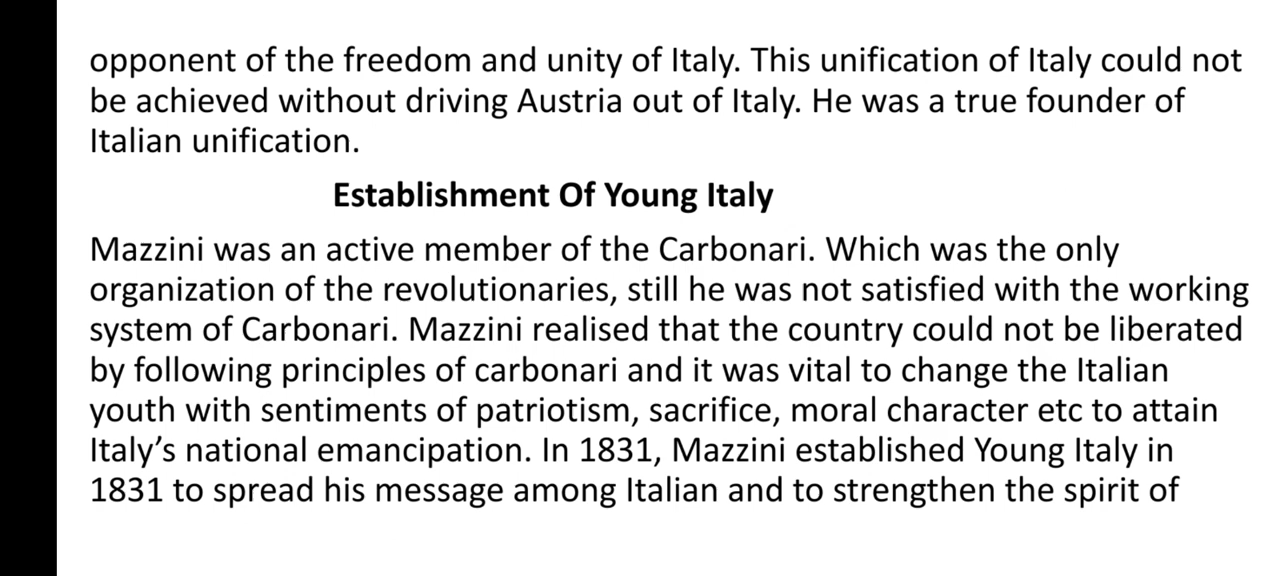 opponent of the freedom and unity of Italy. This unification of Italy could not
be achieved without driving Austria out of Italy. He was a true founder of
Italian unification.
Establishment Of Young Italy
Mazzini was an active member of the Carbonari. Which was the only
organization of the revolutionaries, still he was not satisfied with the working
system of Carbonari. Mazzini realised that the country could not be liberated
by following principles of carbonari and it was vital to change the Italian
youth with sentiments of patriotism, sacrifice, moral character etc to attain
Italy’s national emancipation. In 1831, Mazzini established Young Italy in
1831 to spread his message among Italian and to strengthen the spirit of